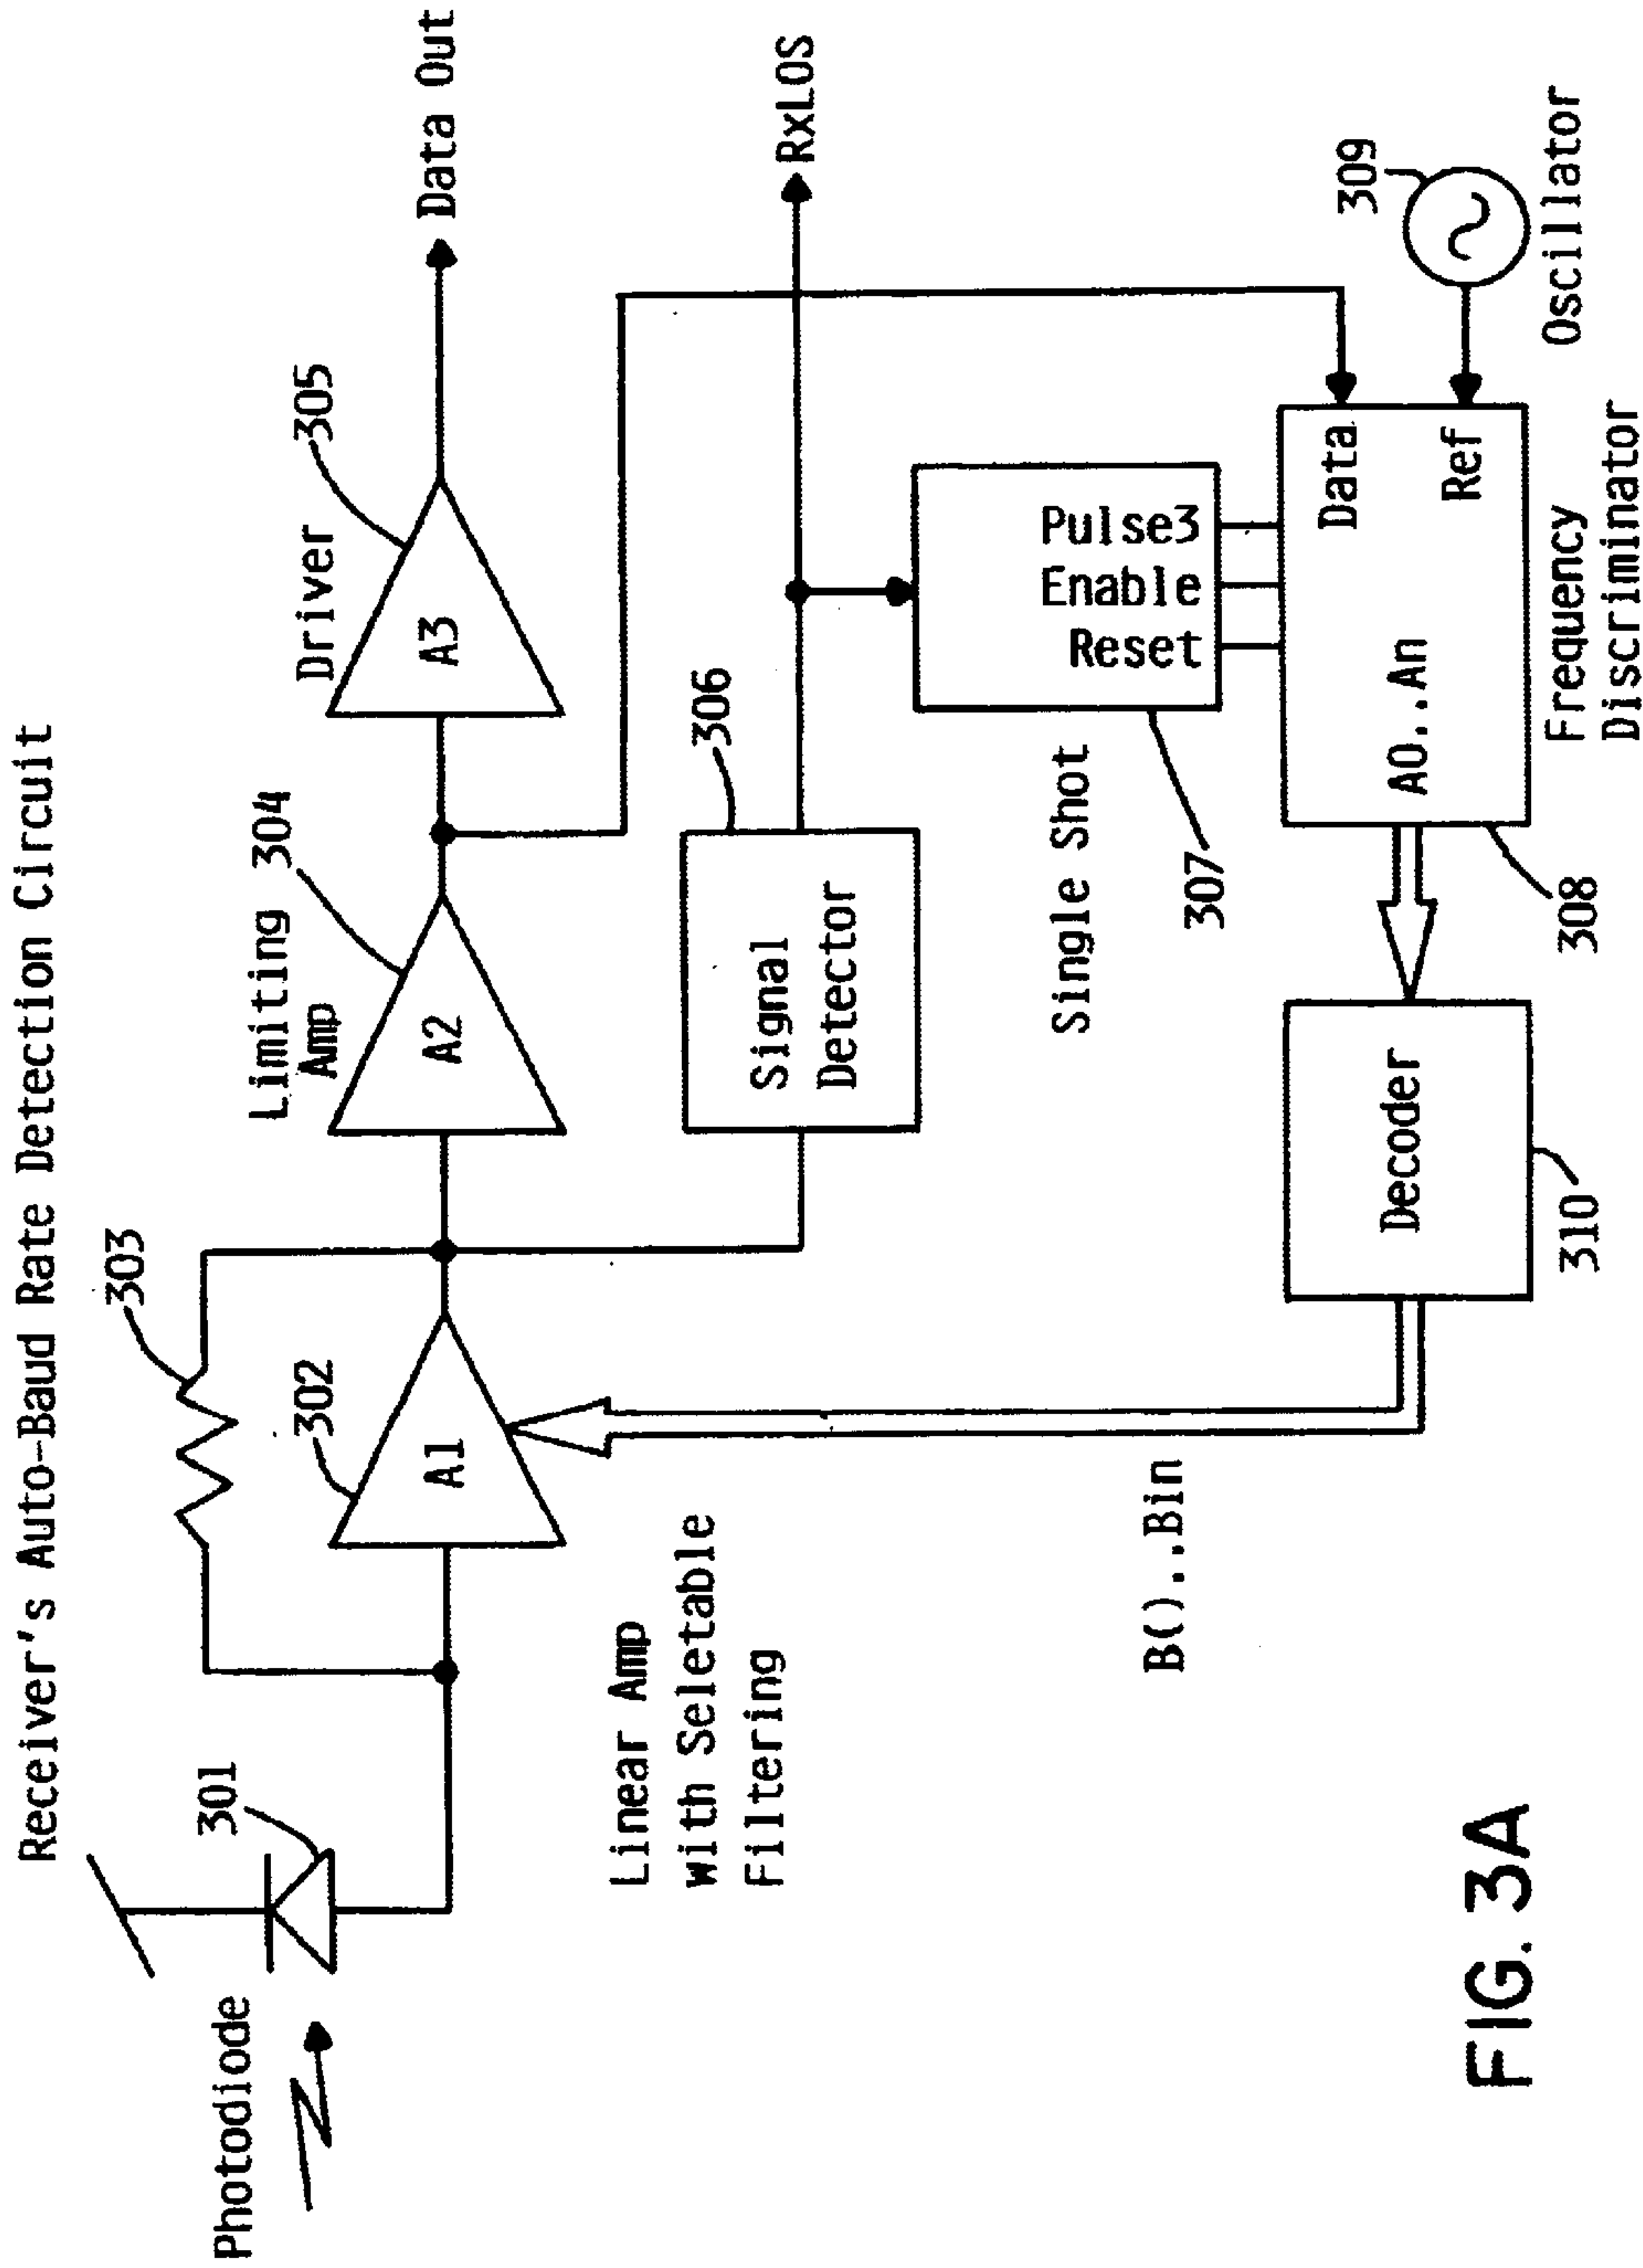 Receiver's Auto-Baud Rate Detection Circuit
Photodiode
301
303
302
A1
Linear Amp
with Seletable
Filtering
Limiting
Amp
304
A2
Driver
305
A3
Data Out
306
Signal
Detector
RxLOS
Single Shot
307
Reset
Enable
Pulse3
B()..Bin
Decoder
310
A0..An
Data
Ref
308
Frequency
Discriminator
309
Oscillator
FIG. 3A